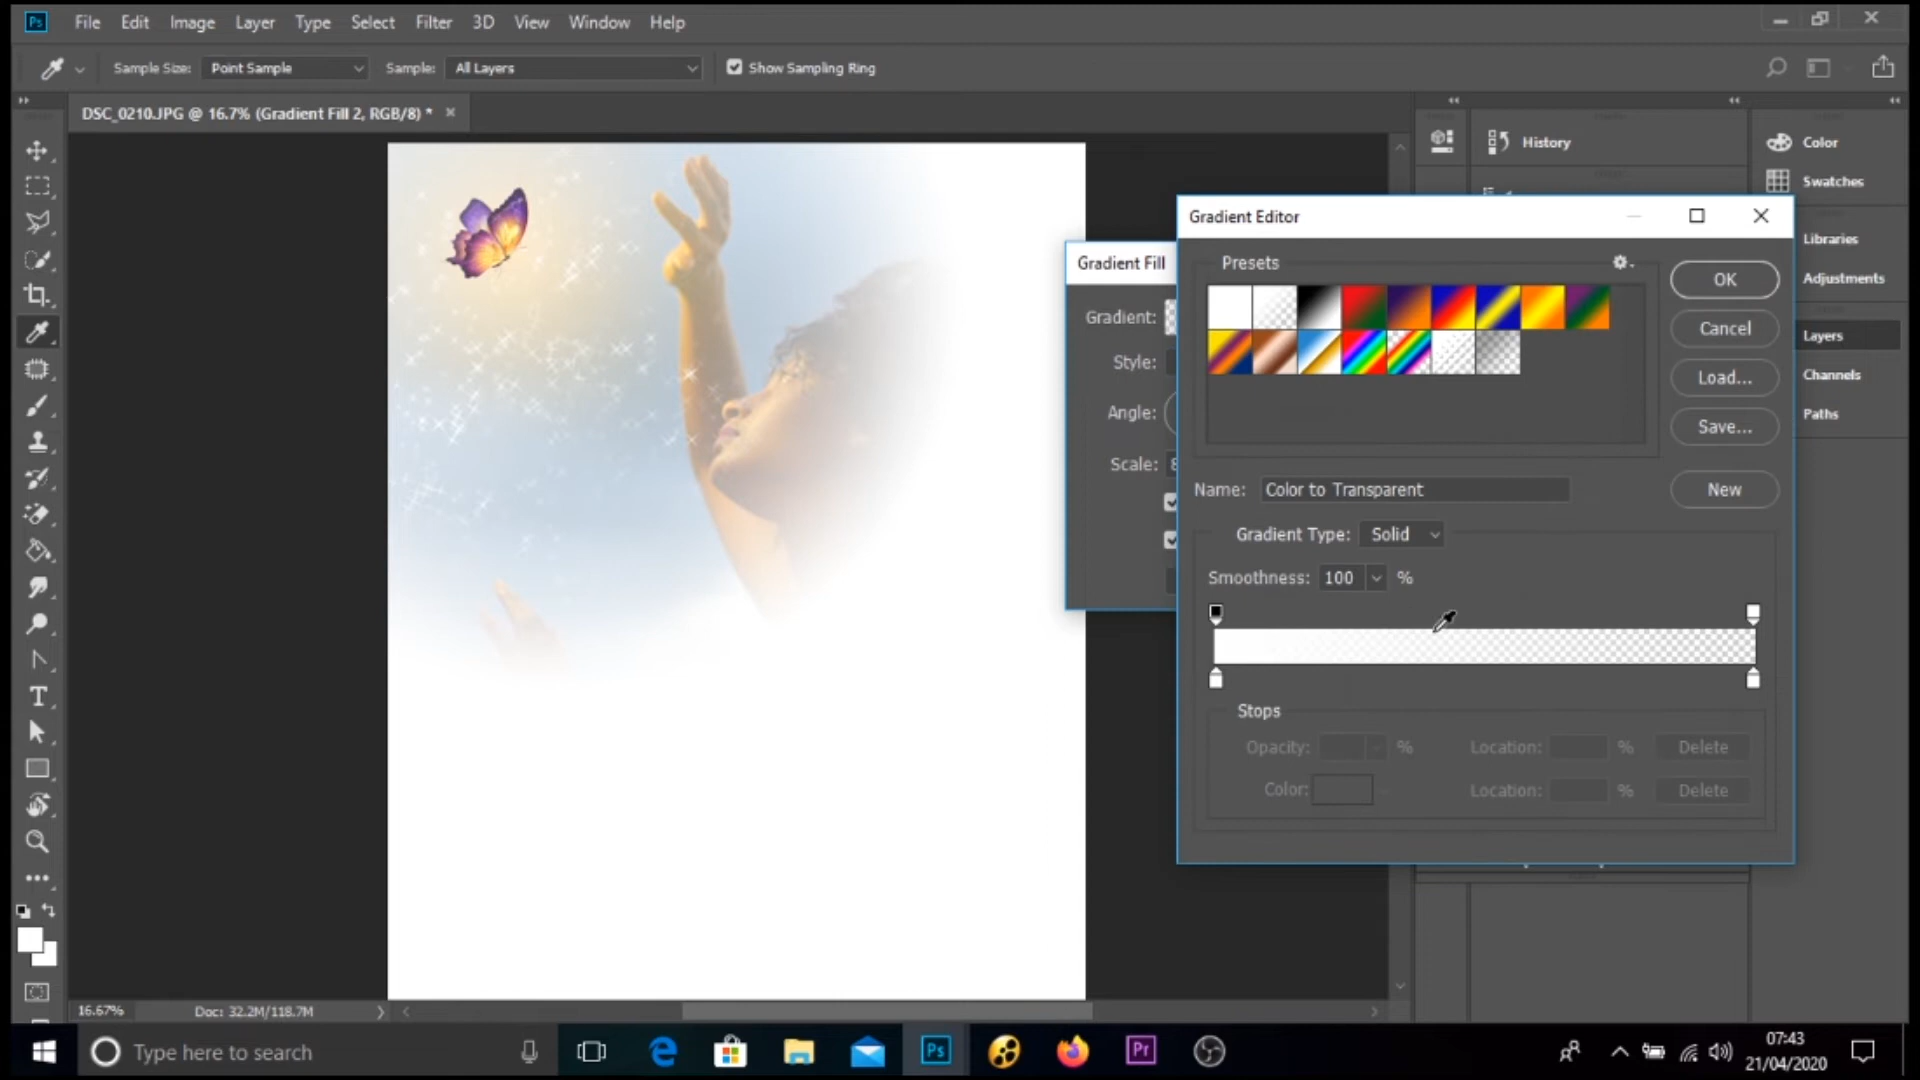 Ps File Edit Image Layer Type Select Filter 3D View Window Help
Sample Size: Point Sample Sample: All Layers Show Sampling Ring
DSC_0210.JPG @ 16.7% (Gradient Fill 2, RGB/8) *
History
Color
Swatches
Libraries
Adjustments
Layers
Channels
Paths
Gradient Fill
Gradient:
Style:
Angle:
Scale:
Gradient Editor
Presets
OK
Cancel
Load...
Save...
Name: Color to Transparent
New
Gradient Type: Solid
Smoothness: 100 %
Stops
Opacity: % Location: % Delete
Color: Location: % Delete
16.67% Doc: 32.2M/118.7M
Type here to search
Ps
Pr
07:43
21/04/2020